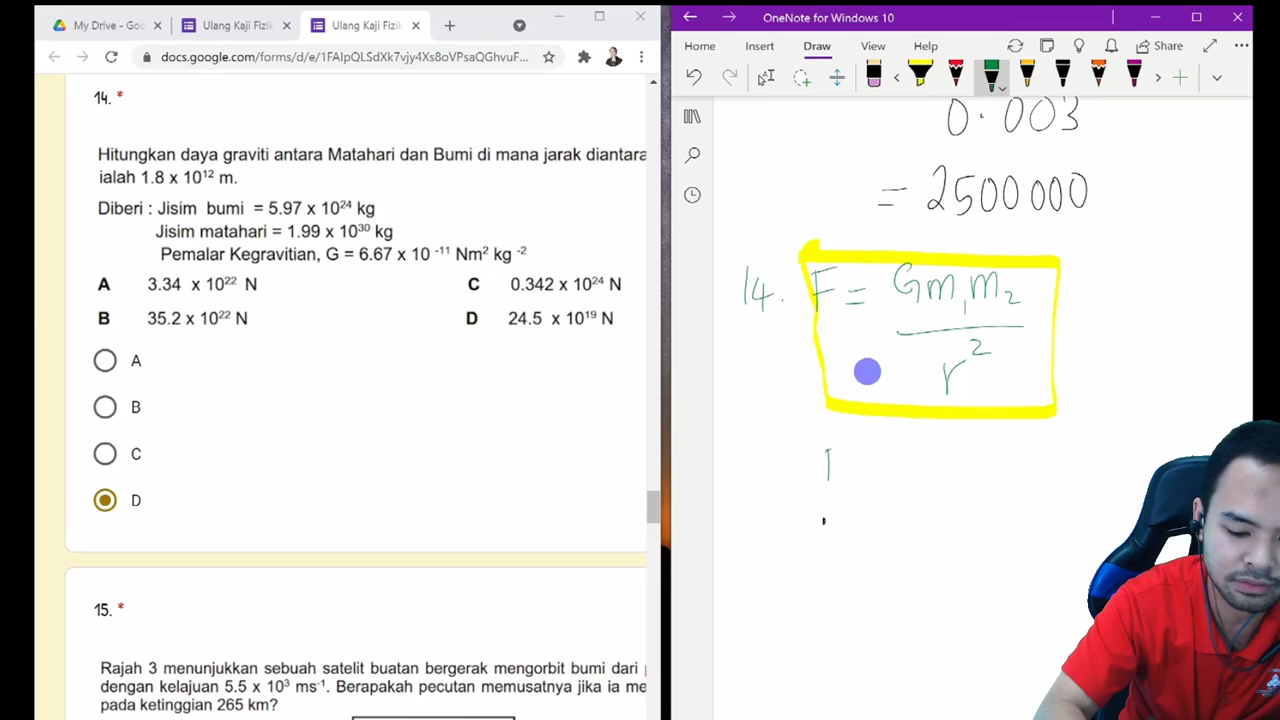 My Drive - Goo
Ulang Kaji Fizik
Ulang Kaji Fizik
docs.google.com/forms/d/e/1FAIpQLSdXk7vjy4Xs8oVPsaQGhvuF...
14. *
Hitungkan daya graviti antara Matahari dan Bumi di mana jarak diantara
ialah 1.8 x 10¹² m.
Diberi : Jisim bumi = 5.97 x 10²⁴ kg
Jisim matahari = 1.99 x 10³⁰ kg
Pemalar Kegravitian, G = 6.67 x 10 ⁻¹¹ Nm² kg ⁻²
A 3.34 x 10²² N C 0.342 x 10²⁴ N
B 35.2 x 10²² N D 24.5 x 10¹⁹ N
A
B
C
D
15. *
Rajah 3 menunjukkan sebuah satelit buatan bergerak mengorbit bumi dari
dengan kelajuan 5.5 x 10³ ms⁻¹. Berapakah pecutan memusatnya jika ia me
pada ketinggian 265 km?
OneNote for Windows 10
Home Insert Draw View Help Share
0.003
= 2500000
14. F = Gm₁m₂
r²